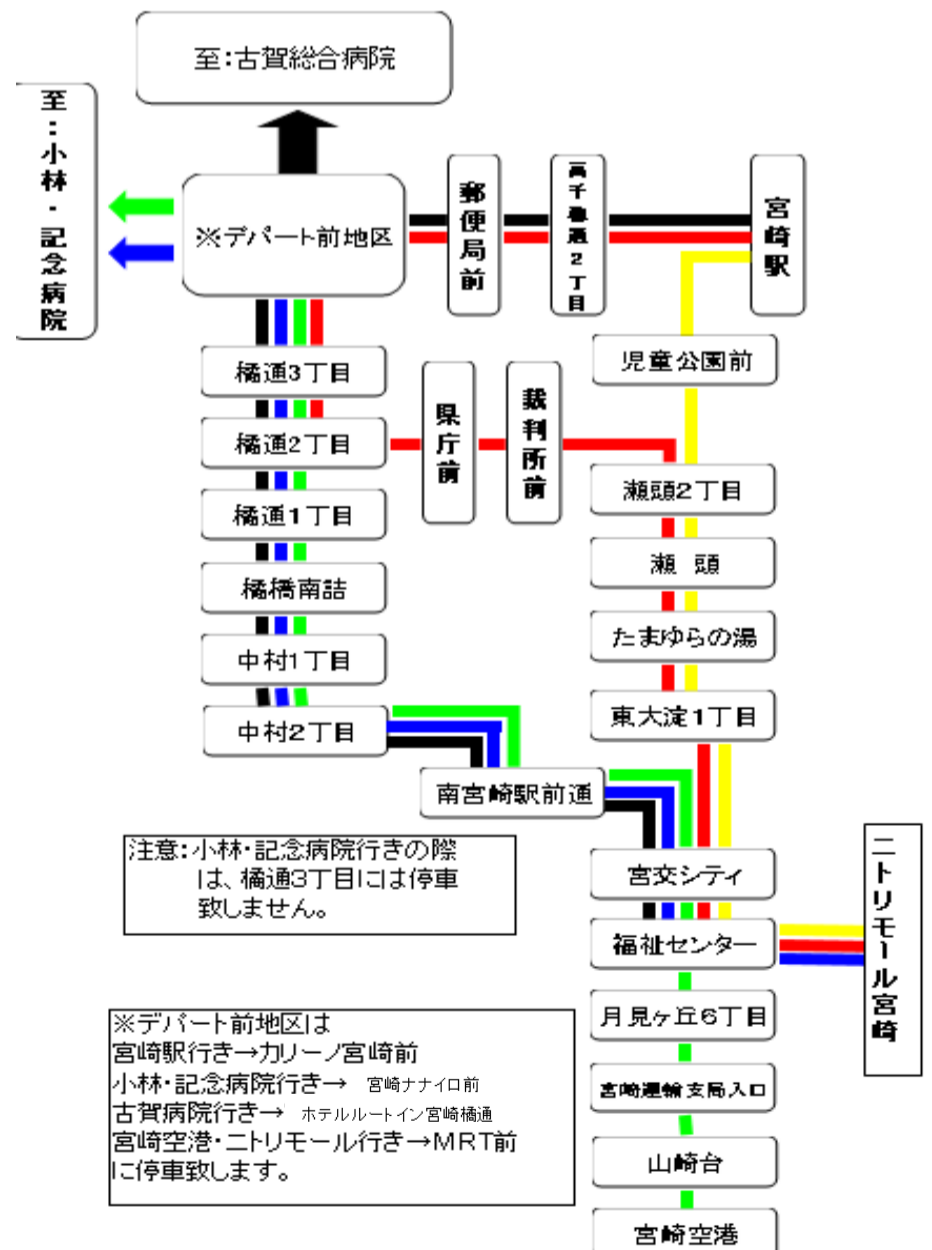 至:古賀総合病院
至:小林・記念病院
※デパート前地区
郵便局前
高千穂通2丁目
宮崎駅
児童公園前
橘通3丁目
県庁前
裁判所前
橘通2丁目
瀬頭2丁目
橘通1丁目
瀬 頭
橘橋南詰
たまゆらの湯
中村1丁目
東大淀1丁目
中村2丁目
南宮崎駅前通
注意:小林・記念病院行きの際
は、橘通3丁目には停車
致しません。
宮交シティ
福祉センター
ニトリモール宮崎
月見ヶ丘6丁目
宮崎運輸支局入口
山崎台
宮崎空港
※デパート前地区は
宮崎駅行き→カリーノ宮崎前
小林・記念病院行き→ 宮崎ナナイロ前
古賀病院行き→ ホテルルートイン宮崎橘通
宮崎空港・ニトリモール行き→MRT前
に停車致します。